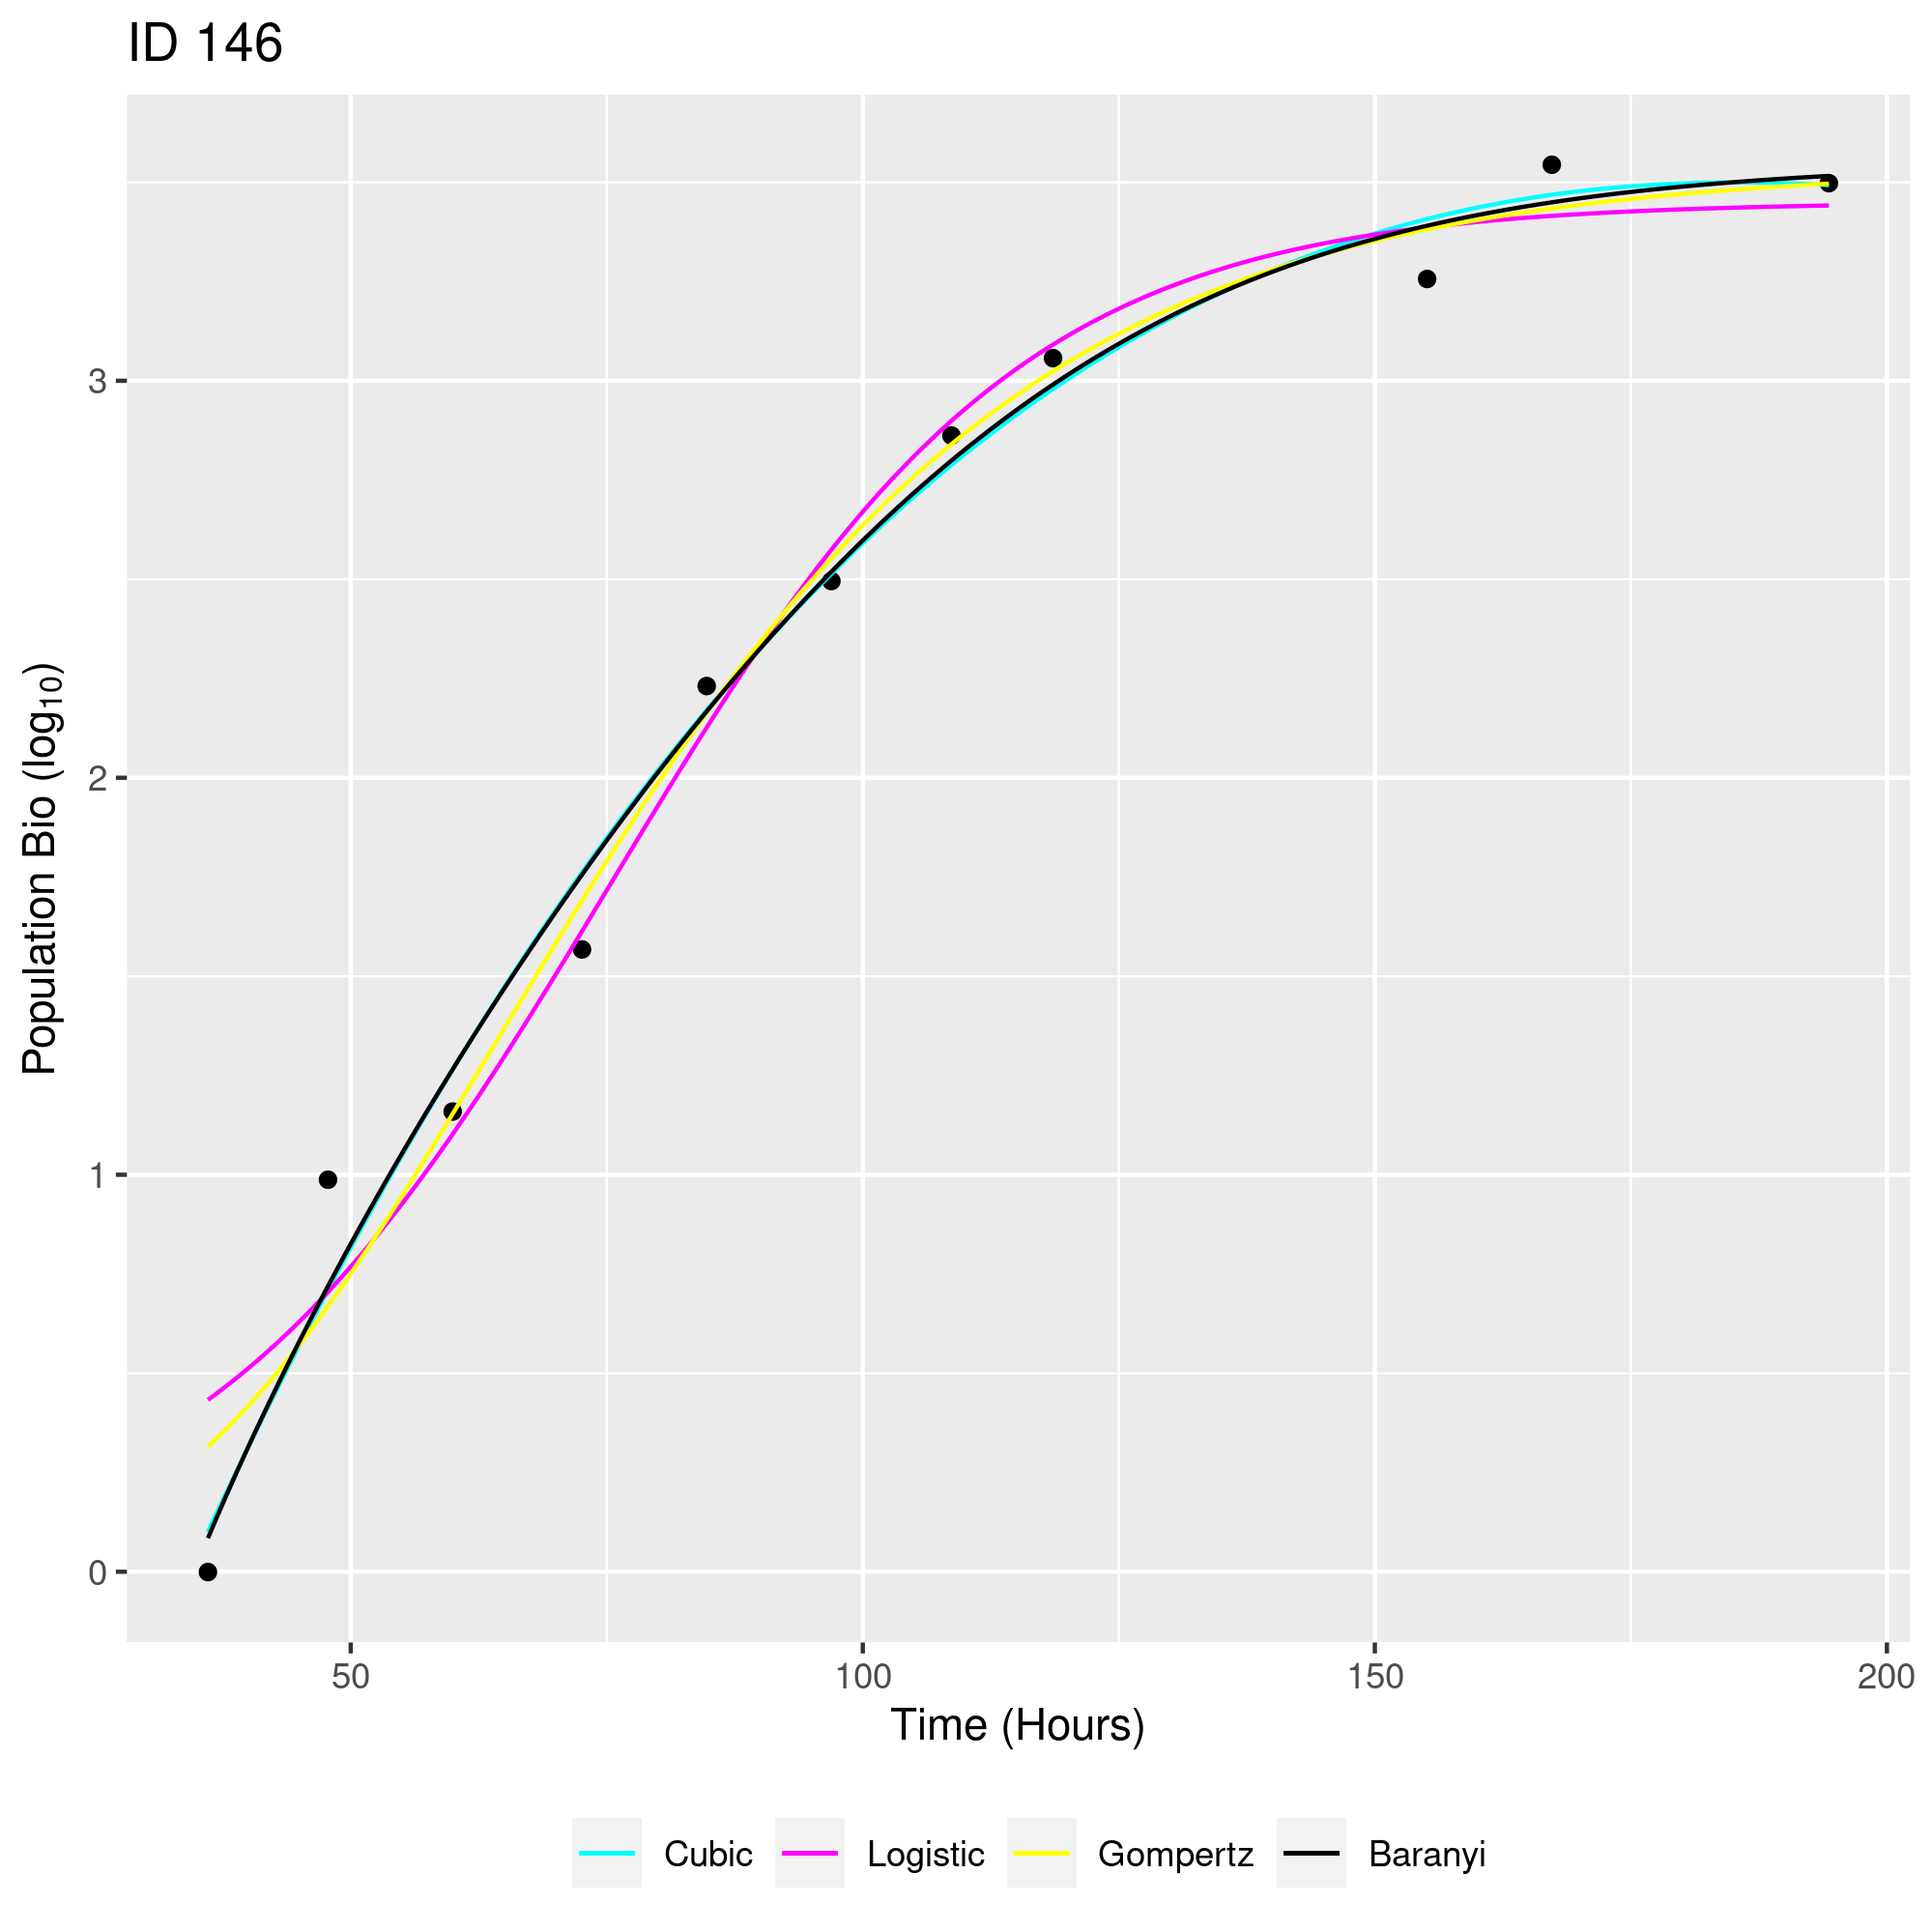 ID 146
Population Bio (log₁₀)
3
2
1
0
50 100 150 200
Time (Hours)
Cubic Logistic Gompertz Baranyi